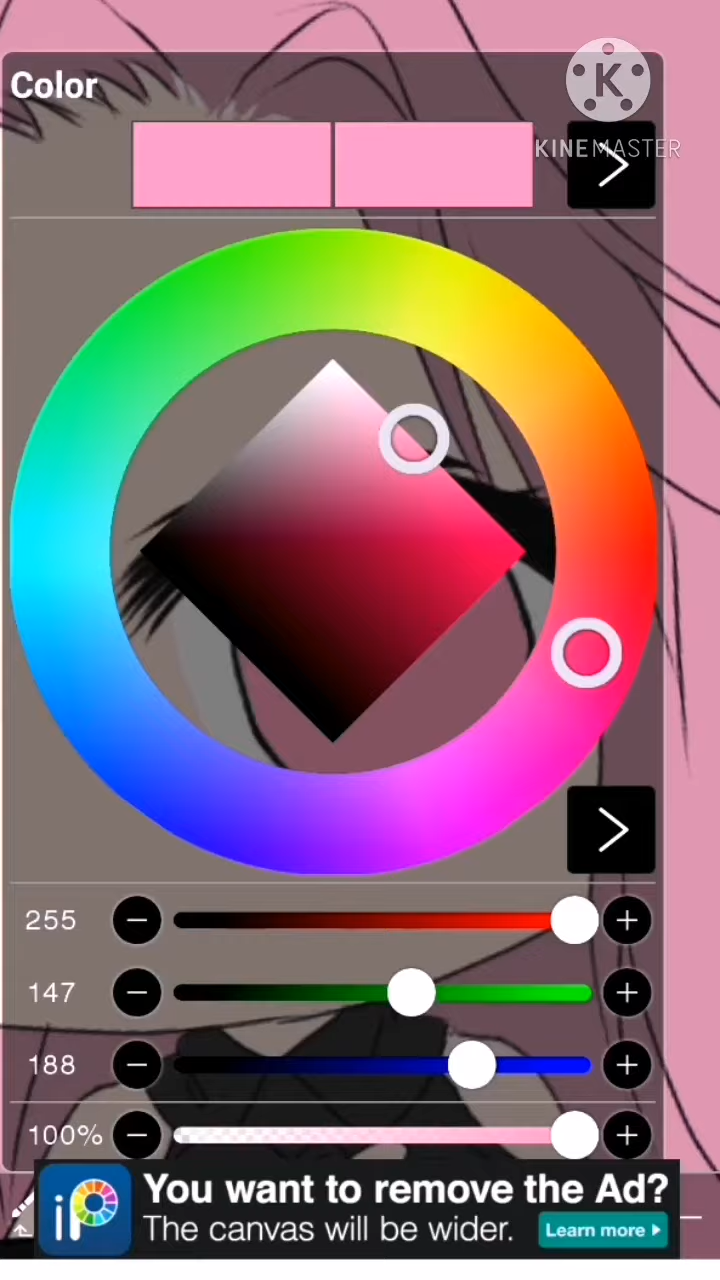 Color
K
KINEMASTER
255
147
188
100%
iP
You want to remove the Ad?
The canvas will be wider.
Learn more